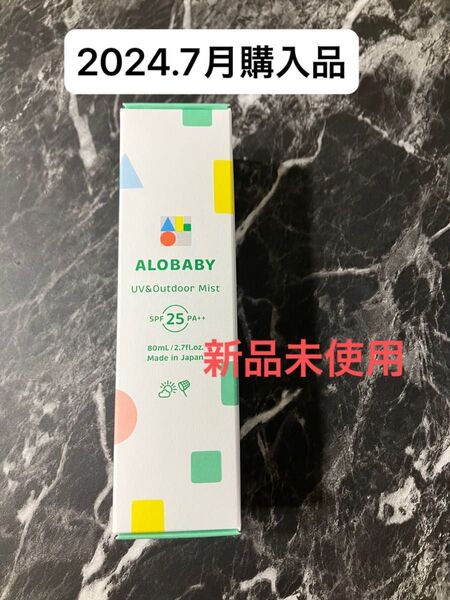 2024.7月購入品
ALOBABY
UV&Outdoor Mist
SPF 25 PA++
80mL/2.7fl.oz.
Made in Japan
新品未使用